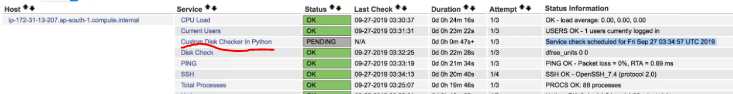 Host Service Status Last Check Duration Attempt Status Information
ip-172-31-13-207.ap-south-1.compute.internal CPU Load OK 09-27-2019 03:30:37 0d 0h 24m 16s 1/3 OK - load average: 0.00, 0.00, 0.00
Current Users OK 09-27-2019 03:31:31 0d 0h 23m 22s 1/3 USERS OK - 1 users currently logged in
Custom Disk Checker In Python PENDING N/A 0d 0h 0m 47s+ 1/3 Service check scheduled for Fri Sep 27 03:34:57 UTC 2019
Disk Check OK 09-27-2019 03:32:25 0d 0h 22m 28s 1/3 dfree_units 0 0
PING OK 09-27-2019 03:33:19 0d 0h 21m 34s 1/3 PING OK - Packet loss = 0%, RTA = 0.69 ms
SSH OK 09-27-2019 03:34:13 0d 0h 20m 40s 1/4 SSH OK - OpenSSH_7.4 (protocol 2.0)
Total Processes OK 09-27-2019 03:25:07 0d 0h 19m 46s 1/3 PROCS OK: 88 processes